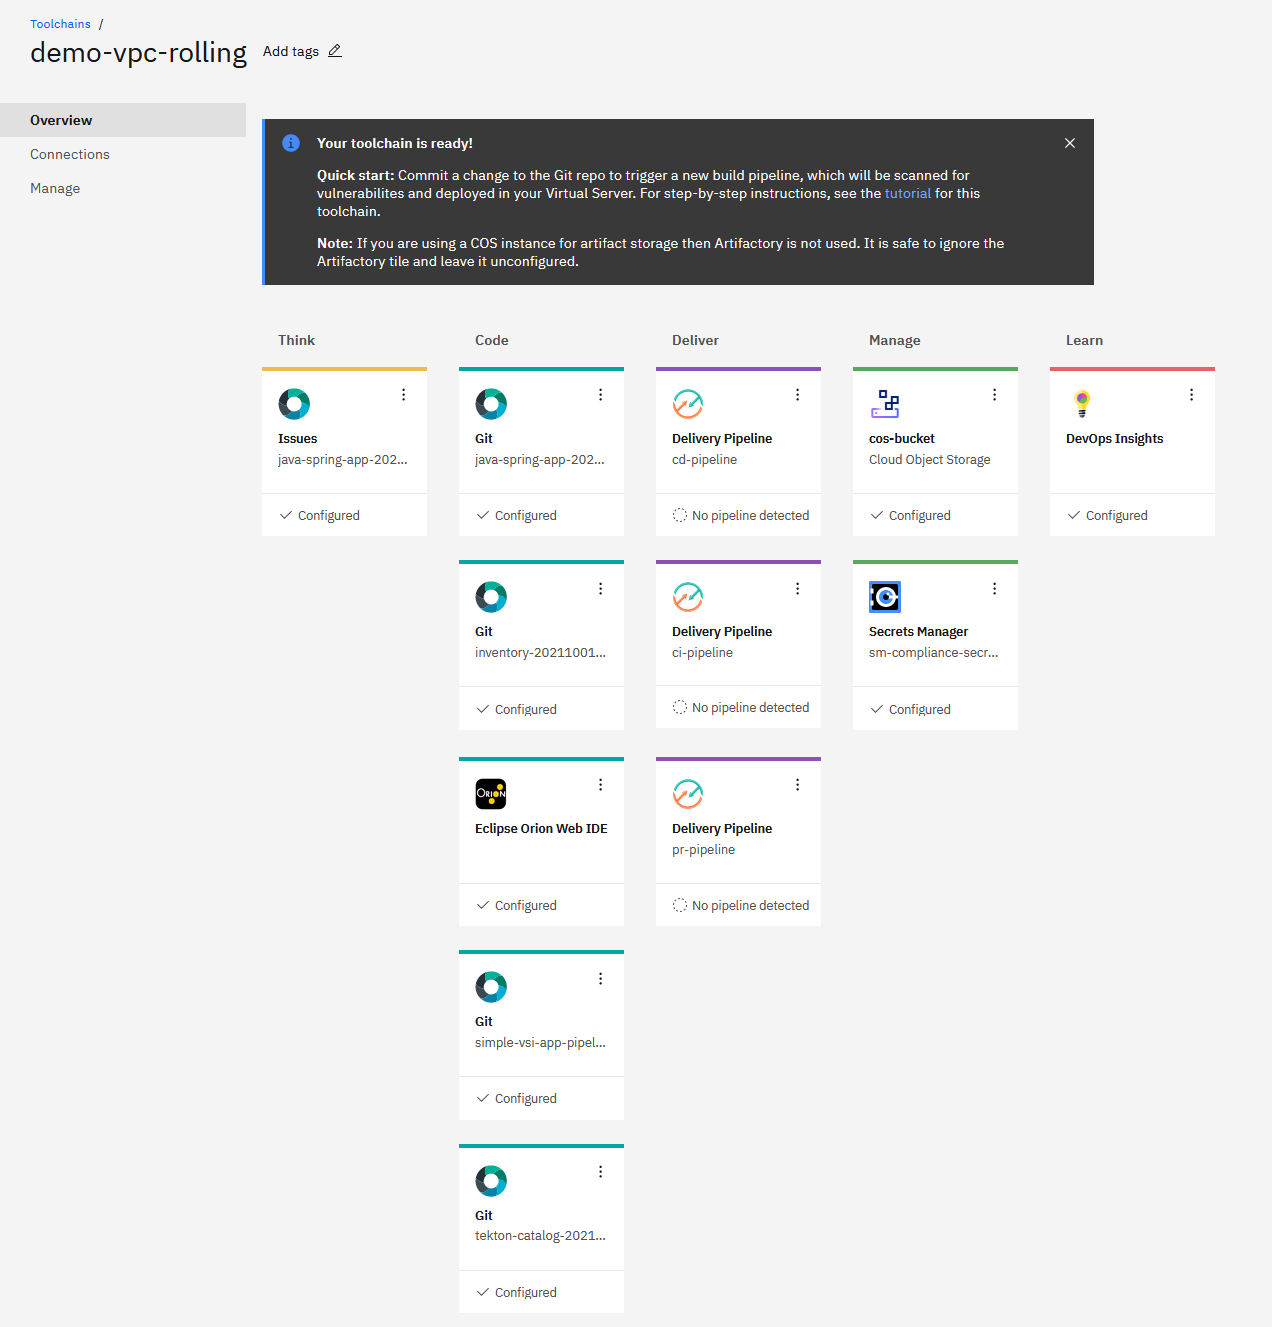 Toolchains /
demo-vpc-rolling
Add tags
Overview
Connections
Manage
Your toolchain is ready!
Quick start: Commit a change to the Git repo to trigger a new build pipeline, which will be scanned for
vulnerabilites and deployed in your Virtual Server. For step-by-step instructions, see the tutorial for this
toolchain.
Note: If you are using a COS instance for artifact storage then Artifactory is not used. It is safe to ignore the
Artifactory tile and leave it unconfigured.
Think
Issues
java-spring-app-202...
Configured
Code
Git
java-spring-app-202...
Configured
Git
inventory-20211001...
Configured
ORION
Eclipse Orion Web IDE
Configured
Git
simple-vsi-app-pipel...
Configured
Git
tekton-catalog-2021...
Configured
Deliver
Delivery Pipeline
cd-pipeline
No pipeline detected
Delivery Pipeline
ci-pipeline
No pipeline detected
Delivery Pipeline
pr-pipeline
No pipeline detected
Manage
cos-bucket
Cloud Object Storage
Configured
Secrets Manager
sm-compliance-secr...
Configured
Learn
DevOps Insights
Configured